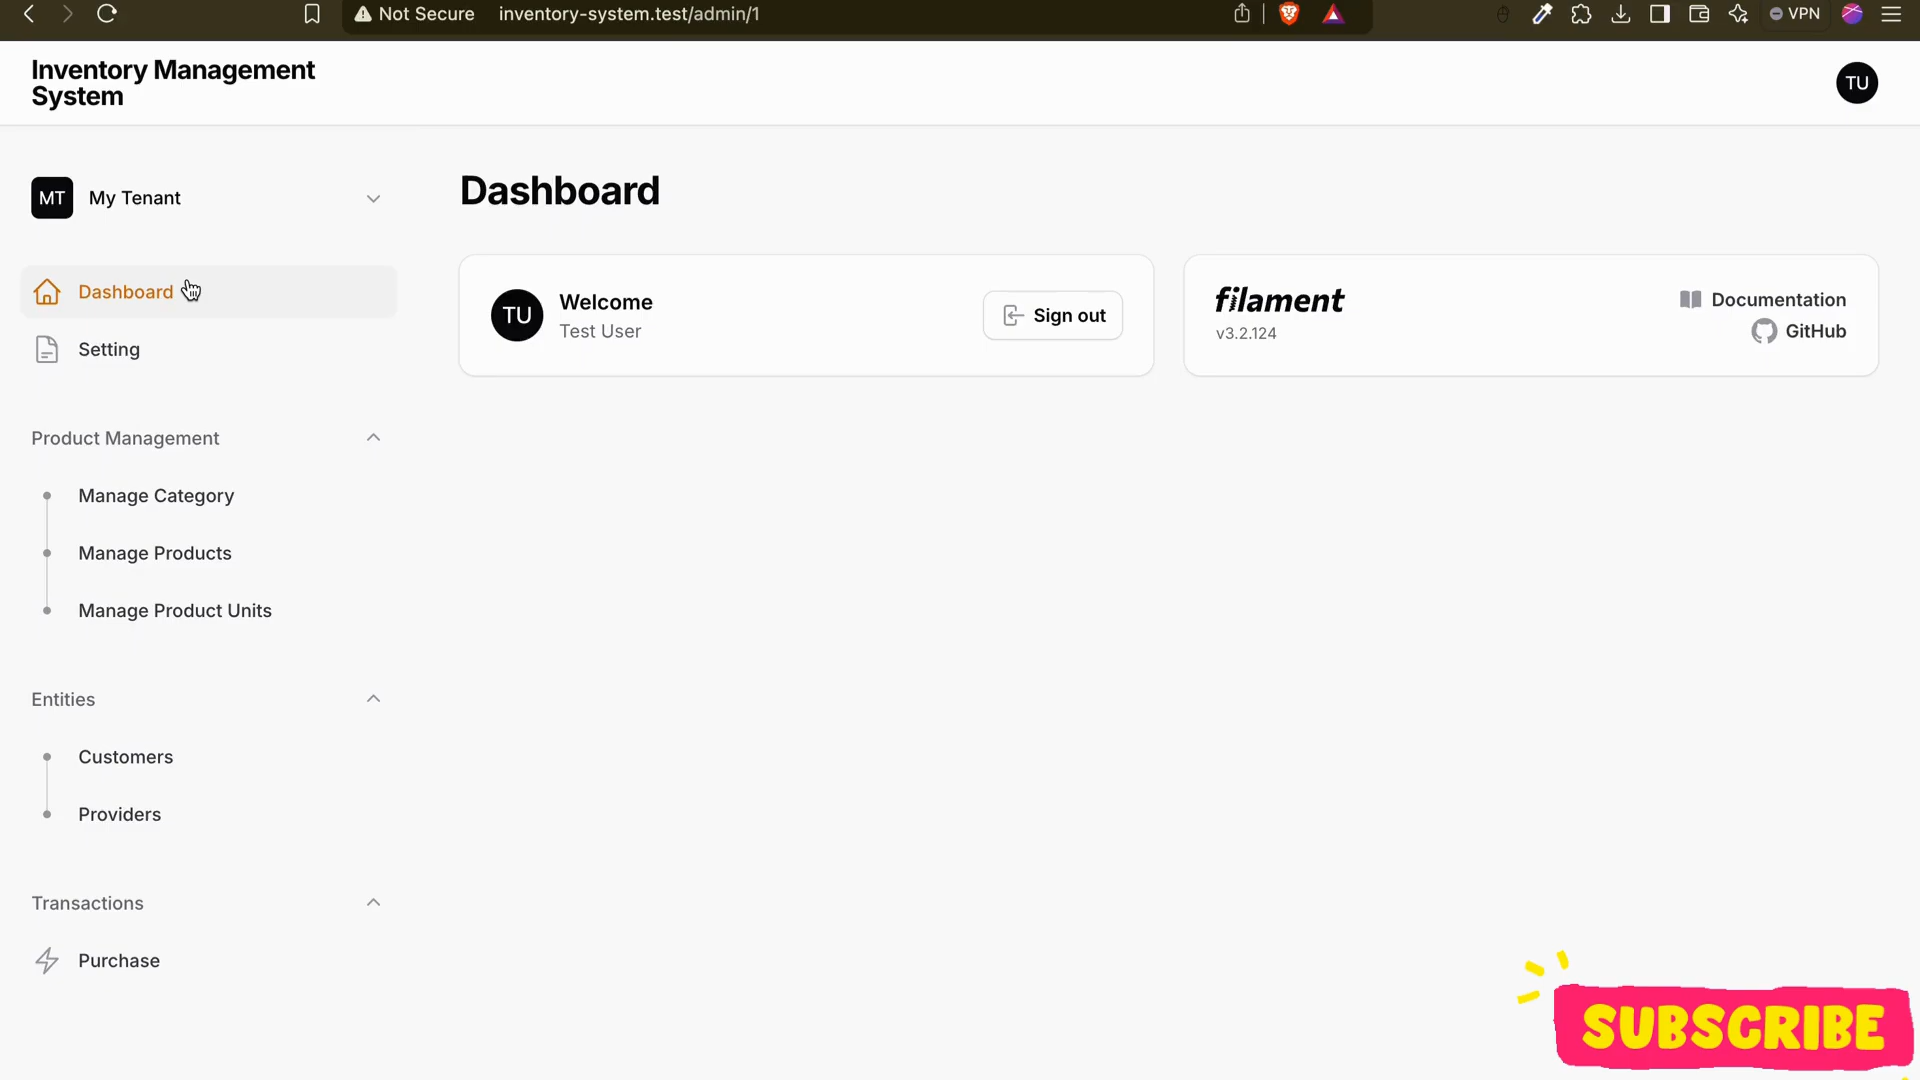 Not Secure inventory-system.test/admin/1 VPN
Inventory Management
System
TU
MT My Tenant
Dashboard
Setting
Product Management
Manage Category
Manage Products
Manage Product Units
Entities
Customers
Providers
Transactions
Purchase
Dashboard
TU Welcome
Test User
Sign out
filament
v3.2.124
Documentation
GitHub
SUBSCRIBE